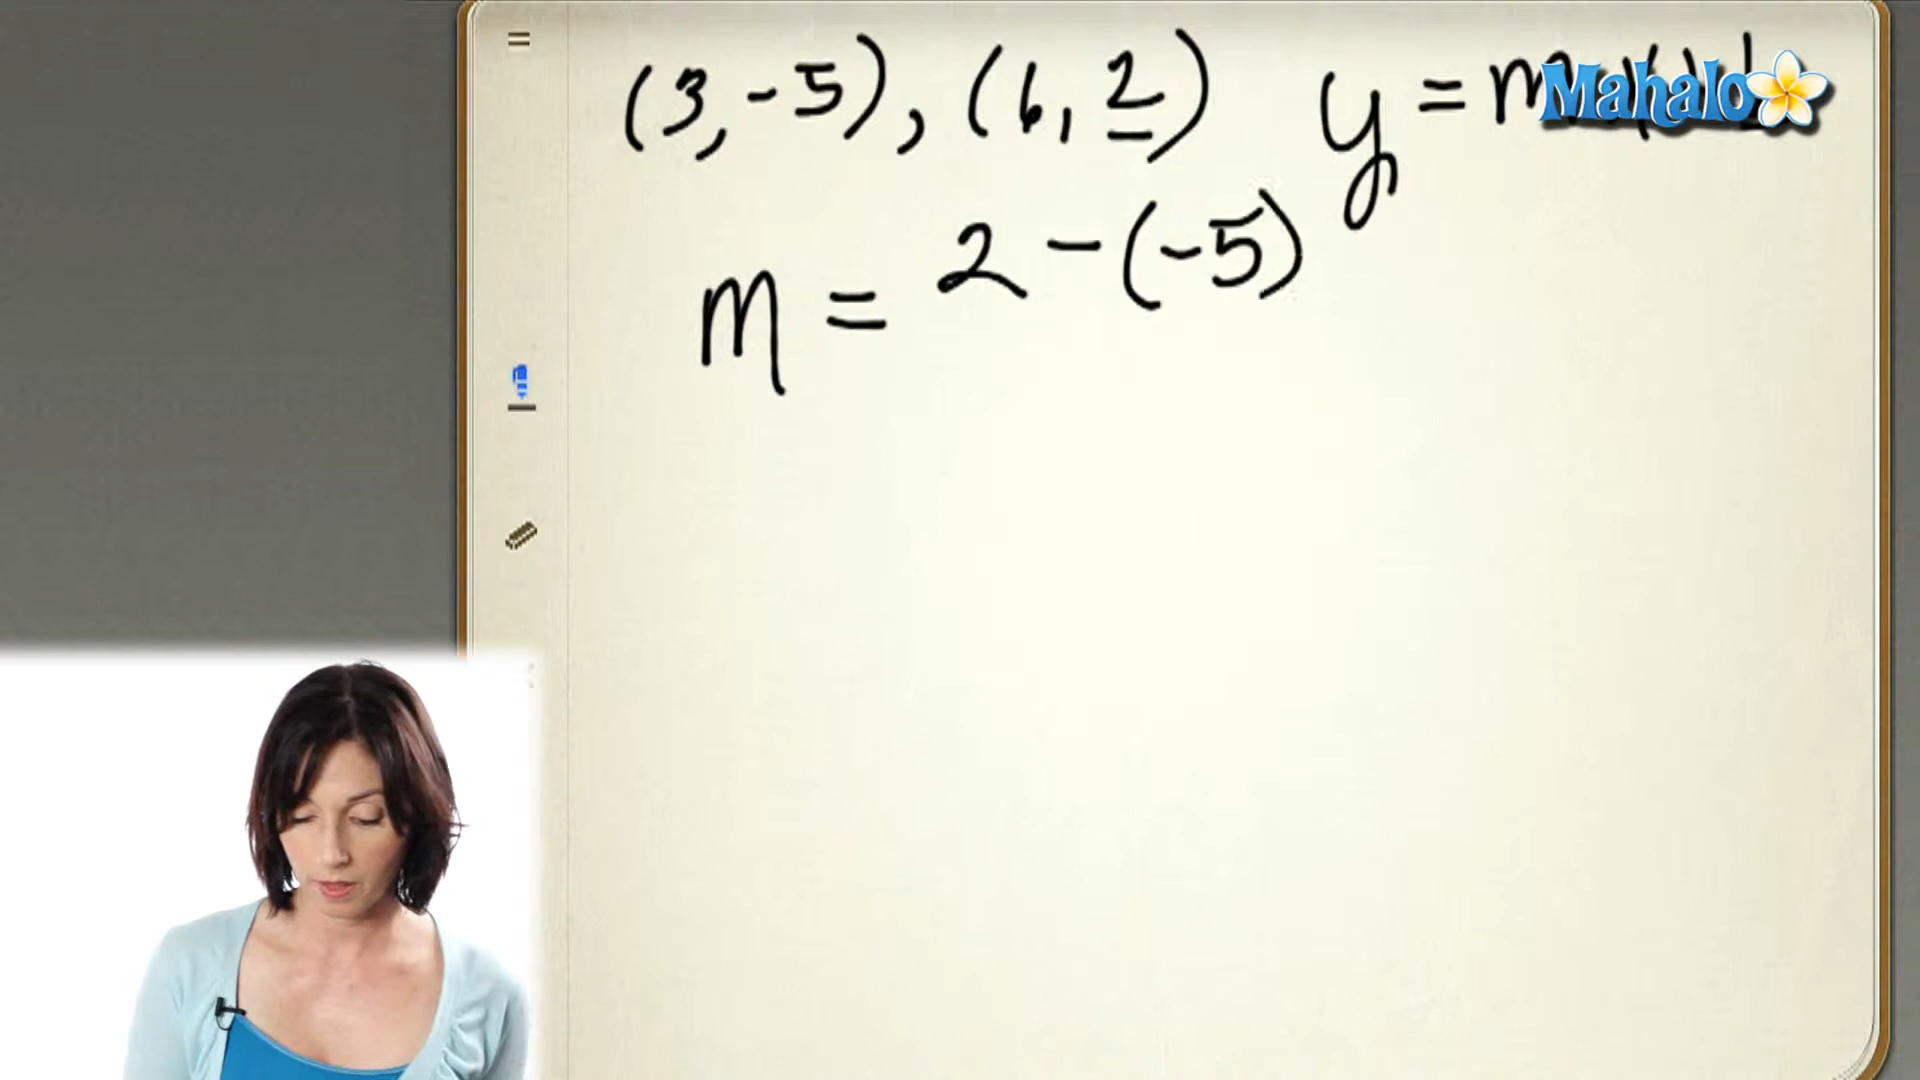 (3,-5), (6,2) y = m
Mahalo
m = 2 - (-5)